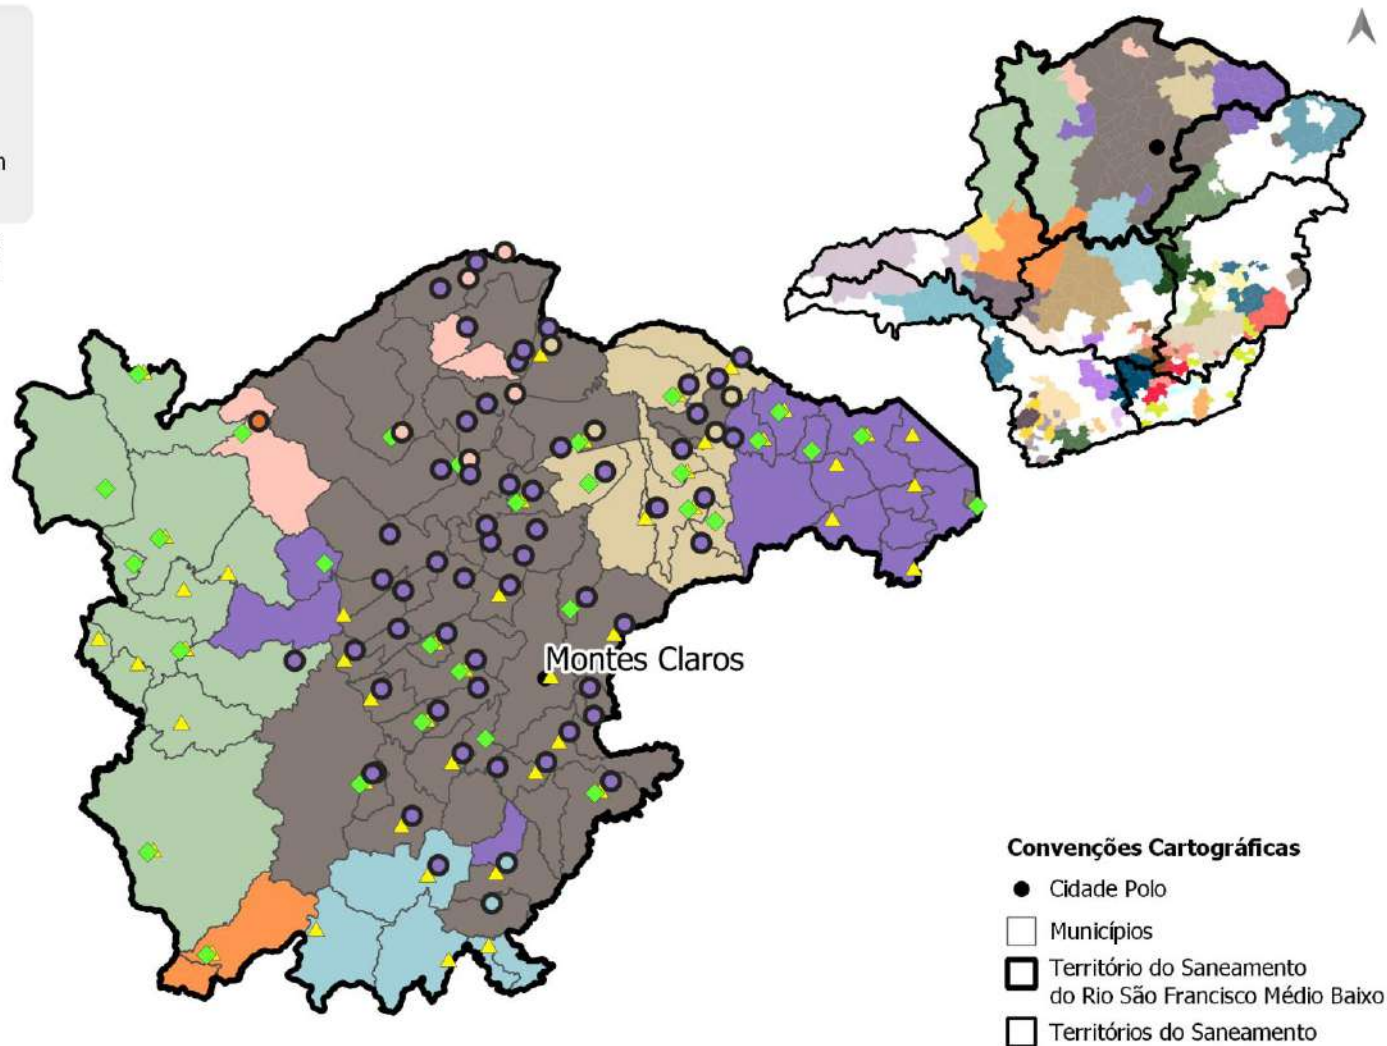 Montes Claros
Convenções Cartográficas
Cidade Polo
Municípios
Território do Saneamento
do Rio São Francisco Médio Baixo
Territórios do Saneamento